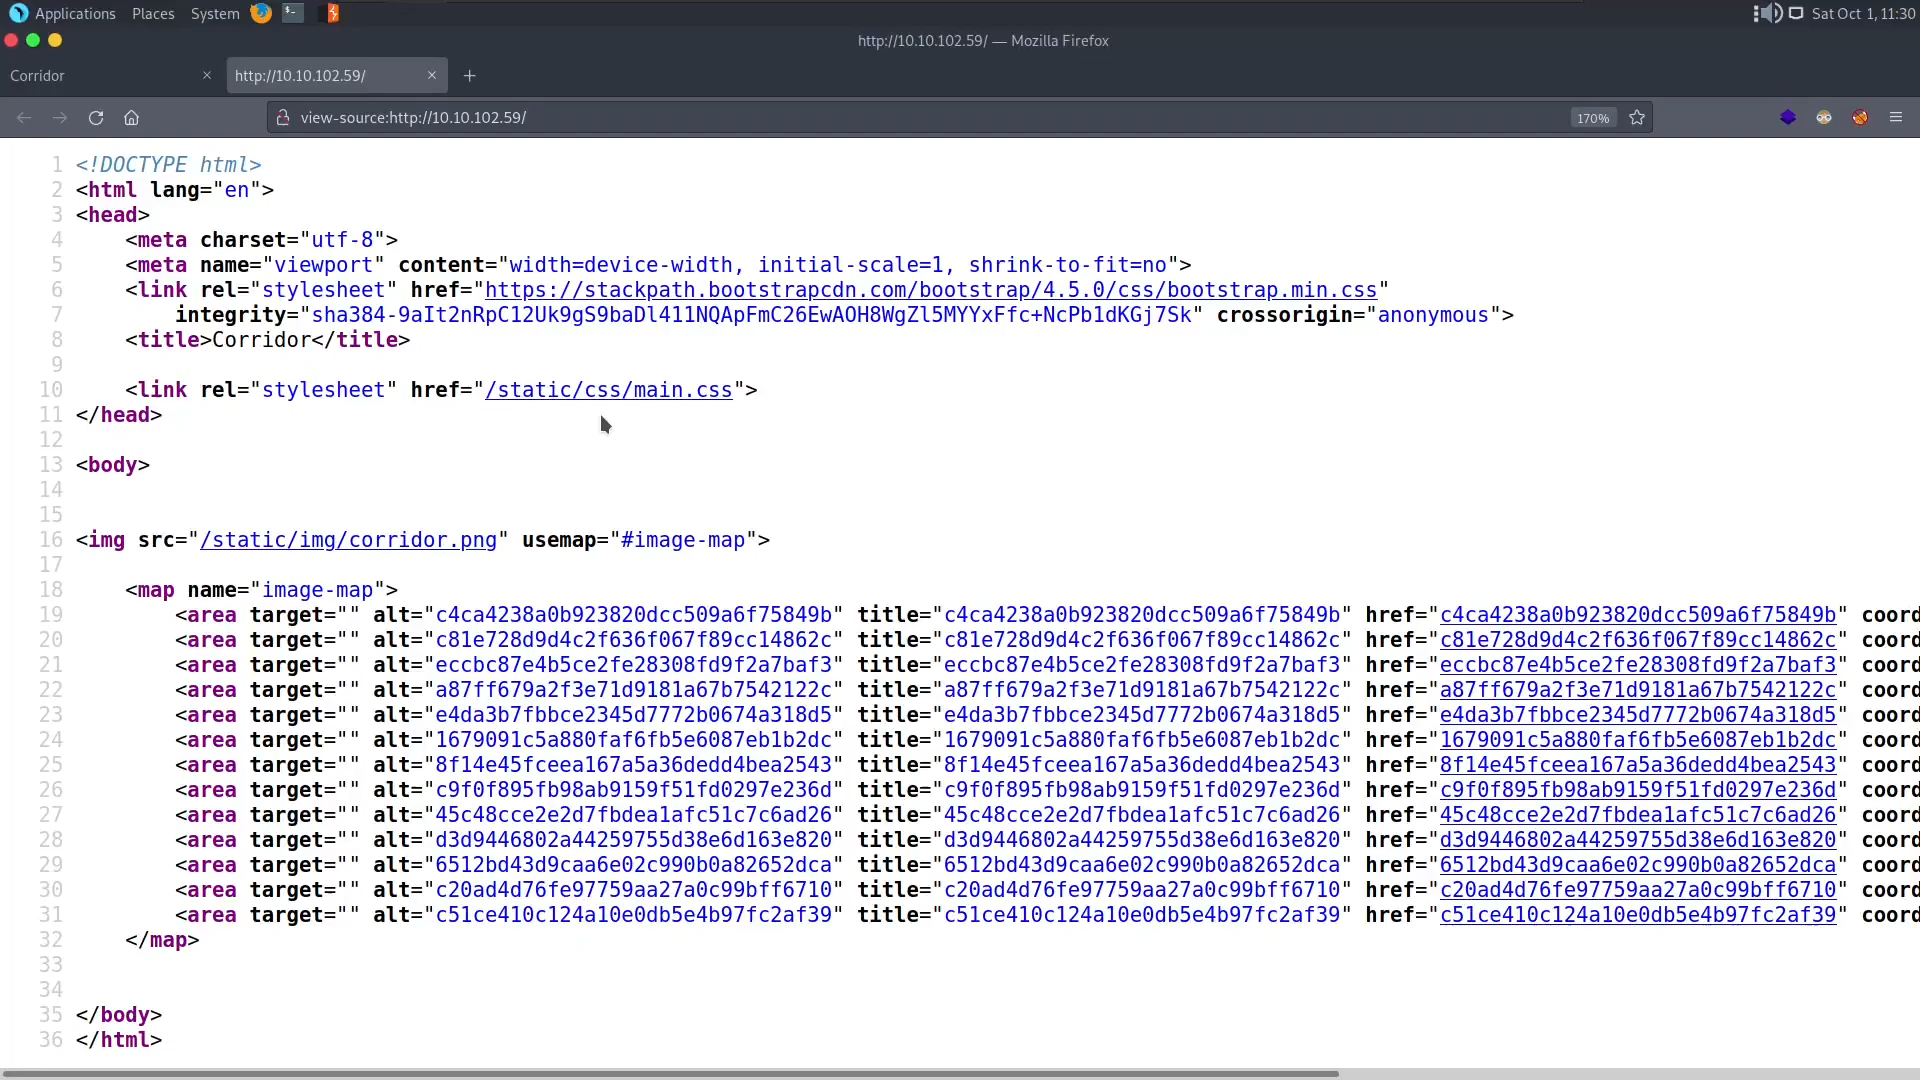 Applications Places System Sat Oct 1, 11:30
http://10.10.102.59/ — Mozilla Firefox
Corridor × http://10.10.102.59/ × +
view-source:http://10.10.102.59/ 170%
1 <!DOCTYPE html>
2 <html lang="en">
3 <head>
4 <meta charset="utf-8">
5 <meta name="viewport" content="width=device-width, initial-scale=1, shrink-to-fit=no">
6 <link rel="stylesheet" href="https://stackpath.bootstrapcdn.com/bootstrap/4.5.0/css/bootstrap.min.css"
7 integrity="sha384-9aIt2nRpC12Uk9gS9baDl411NQApFmC26EwAOH8WgZl5MYYxFfc+NcPb1dKGj7Sk" crossorigin="anonymous">
8 <title>Corridor</title>
9
10 <link rel="stylesheet" href="/static/css/main.css">
11 </head>
12
13 <body>
14
15
16 <img src="/static/img/corridor.png" usemap="#image-map">
17
18 <map name="image-map">
19 <area target="" alt="c4ca4238a0b923820dcc509a6f75849b" title="c4ca4238a0b923820dcc509a6f75849b" href="c4ca4238a0b923820dcc509a6f75849b" coord
20 <area target="" alt="c81e728d9d4c2f636f067f89cc14862c" title="c81e728d9d4c2f636f067f89cc14862c" href="c81e728d9d4c2f636f067f89cc14862c" coord
21 <area target="" alt="eccbc87e4b5ce2fe28308fd9f2a7baf3" title="eccbc87e4b5ce2fe28308fd9f2a7baf3" href="eccbc87e4b5ce2fe28308fd9f2a7baf3" coord
22 <area target="" alt="a87ff679a2f3e71d9181a67b7542122c" title="a87ff679a2f3e71d9181a67b7542122c" href="a87ff679a2f3e71d9181a67b7542122c" coord
23 <area target="" alt="e4da3b7fbbce2345d7772b0674a318d5" title="e4da3b7fbbce2345d7772b0674a318d5" href="e4da3b7fbbce2345d7772b0674a318d5" coord
24 <area target="" alt="1679091c5a880faf6fb5e6087eb1b2dc" title="1679091c5a880faf6fb5e6087eb1b2dc" href="1679091c5a880faf6fb5e6087eb1b2dc" coord
25 <area target="" alt="8f14e45fceea167a5a36dedd4bea2543" title="8f14e45fceea167a5a36dedd4bea2543" href="8f14e45fceea167a5a36dedd4bea2543" coord
26 <area target="" alt="c9f0f895fb98ab9159f51fd0297e236d" title="c9f0f895fb98ab9159f51fd0297e236d" href="c9f0f895fb98ab9159f51fd0297e236d" coord
27 <area target="" alt="45c48cce2e2d7fbdea1afc51c7c6ad26" title="45c48cce2e2d7fbdea1afc51c7c6ad26" href="45c48cce2e2d7fbdea1afc51c7c6ad26" coord
28 <area target="" alt="d3d9446802a44259755d38e6d163e820" title="d3d9446802a44259755d38e6d163e820" href="d3d9446802a44259755d38e6d163e820" coord
29 <area target="" alt="6512bd43d9caa6e02c990b0a82652dca" title="6512bd43d9caa6e02c990b0a82652dca" href="6512bd43d9caa6e02c990b0a82652dca" coord
30 <area target="" alt="c20ad4d76fe97759aa27a0c99bff6710" title="c20ad4d76fe97759aa27a0c99bff6710" href="c20ad4d76fe97759aa27a0c99bff6710" coord
31 <area target="" alt="c51ce410c124a10e0db5e4b97fc2af39" title="c51ce410c124a10e0db5e4b97fc2af39" href="c51ce410c124a10e0db5e4b97fc2af39" coord
32 </map>
33
34
35 </body>
36 </html>